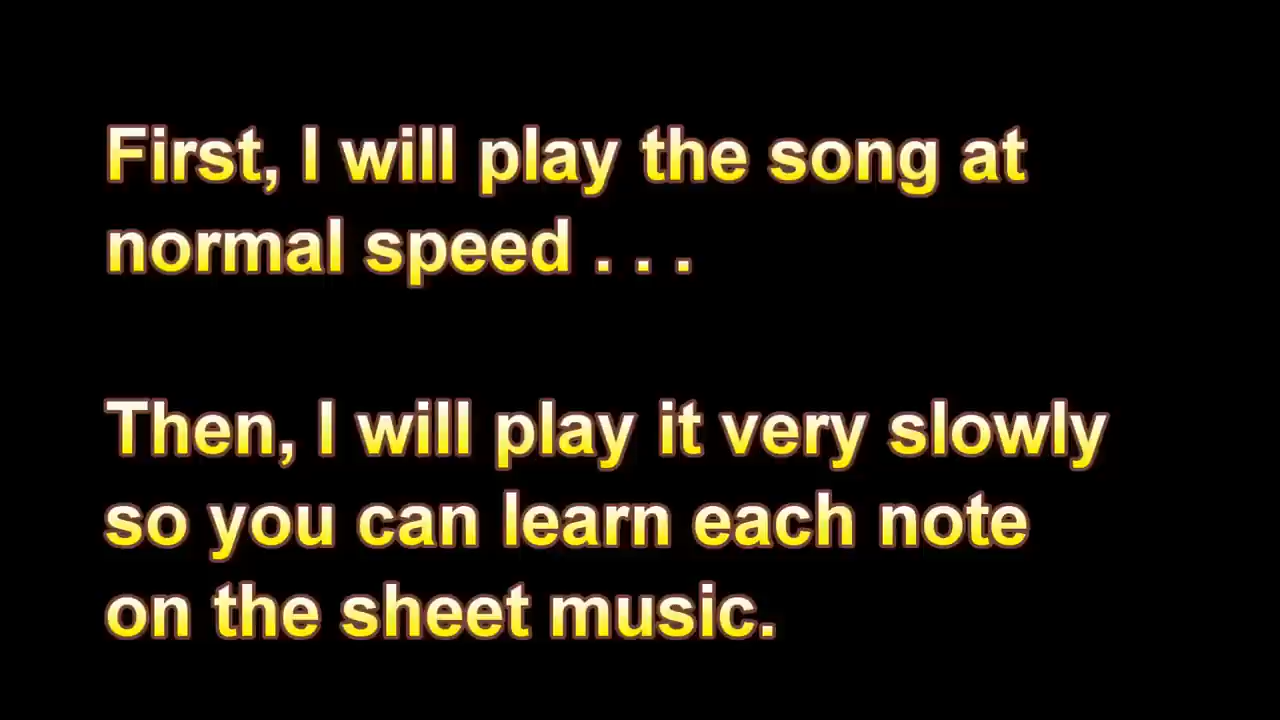 First, I will play the song at
normal speed . . .
Then, I will play it very slowly
so you can learn each note
on the sheet music.